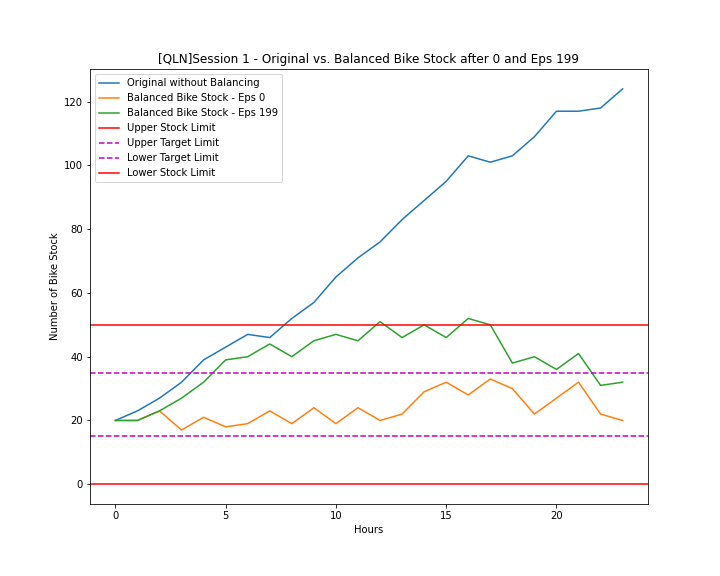 [QLN]Session 1 - Original vs. Balanced Bike Stock after 0 and Eps 199
Original without Balancing
Balanced Bike Stock - Eps 0
Balanced Bike Stock - Eps 199
Upper Stock Limit
Upper Target Limit
Lower Target Limit
Lower Stock Limit
120
100
80
60
40
20
0
Number of Bike Stock
0 5 10 15 20
Hours